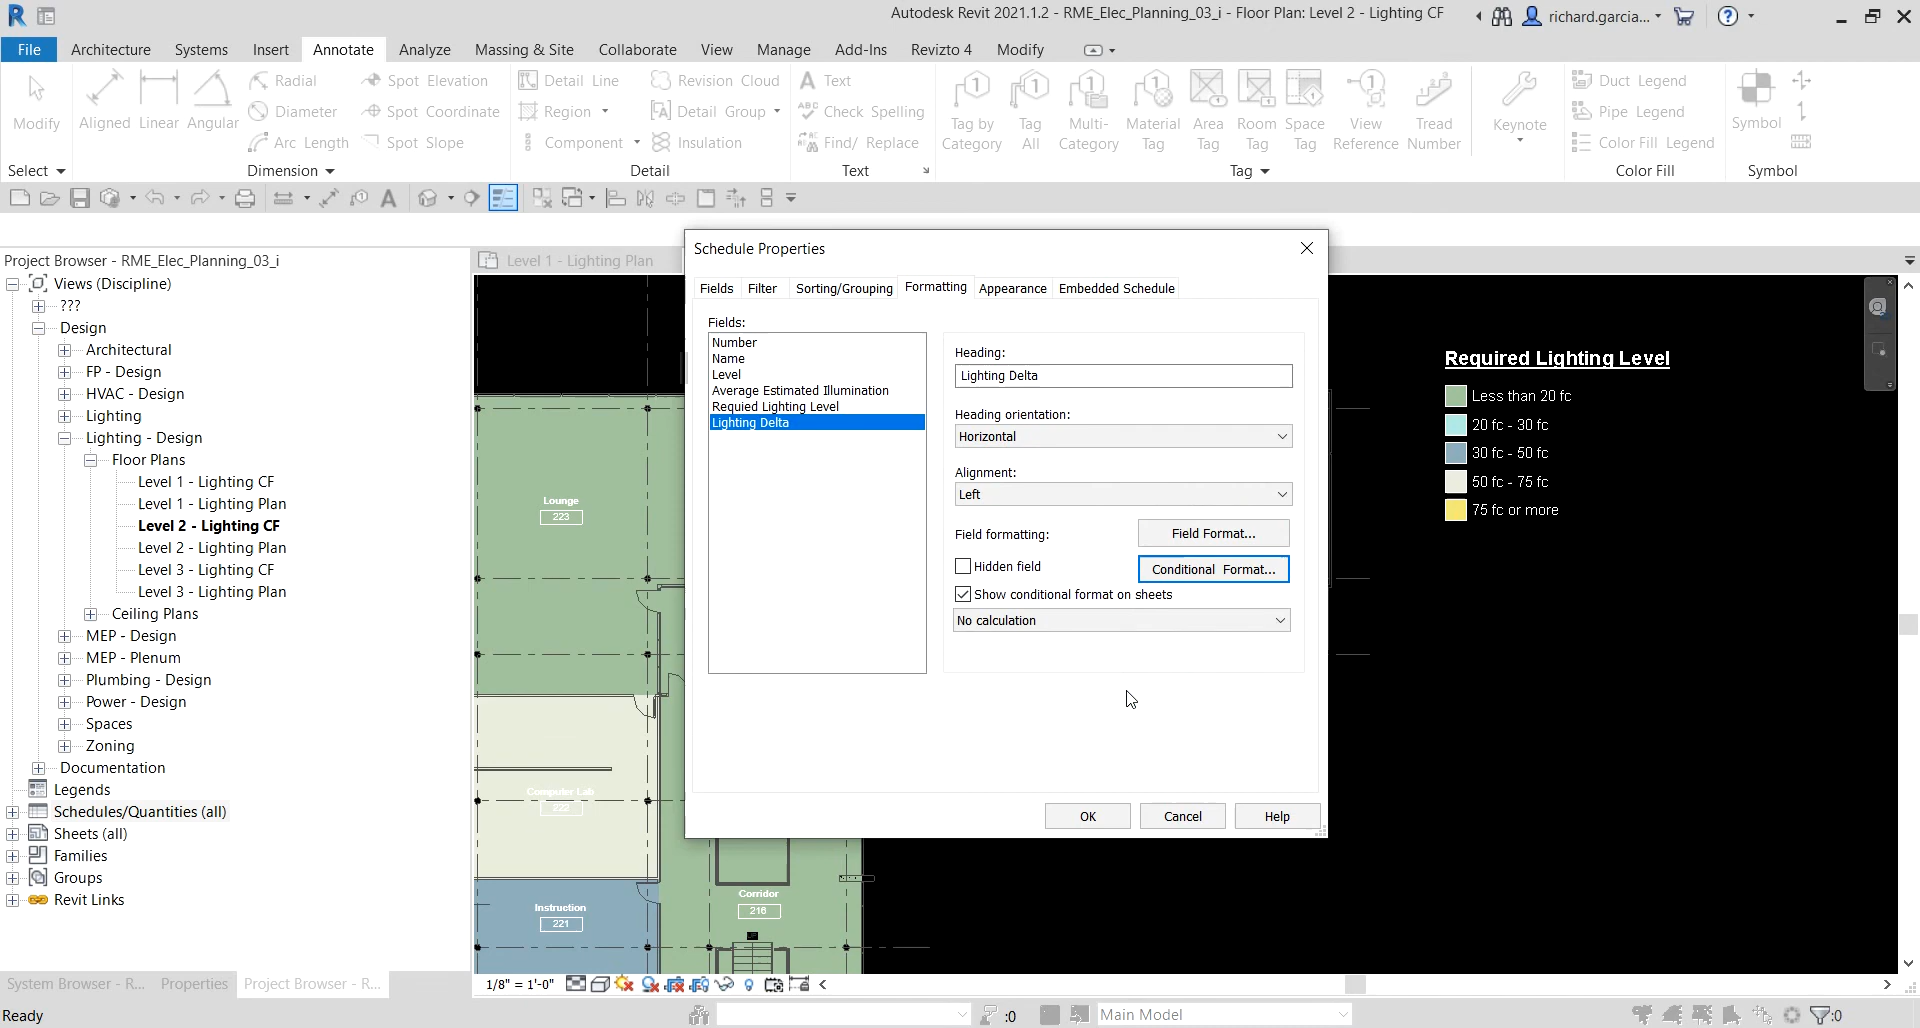 Autodesk Revit 2021.1.2 - RME_Elec_Planning_03_i - Floor Plan: Level 2 - Lighting CF
richard.garcia...
File Architecture Systems Insert Annotate Analyze Massing & Site Collaborate View Manage Add-Ins Revizto 4 Modify
Modify
Aligned Linear Angular
Radial
Diameter
Arc Length
Spot Elevation
Spot Coordinate
Spot Slope
Detail Line
Region
Component
Revision Cloud
Detail Group
Insulation
Text
Check Spelling
Find/ Replace
Tag by Category
Tag All
Multi-Category
Material Tag
Area Tag
Room Tag
Space Tag
View Reference
Tread Number
Keynote
Duct Legend
Pipe Legend
Color Fill Legend
Symbol
Select Dimension Detail Text Tag Color Fill Symbol
Project Browser - RME_Elec_Planning_03_i
Views (Discipline)
???
Design
Architectural
FP - Design
HVAC - Design
Lighting
Lighting - Design
Floor Plans
Level 1 - Lighting CF
Level 1 - Lighting Plan
Level 2 - Lighting CF
Level 2 - Lighting Plan
Level 3 - Lighting CF
Level 3 - Lighting Plan
Ceiling Plans
MEP - Design
MEP - Plenum
Plumbing - Design
Power - Design
Spaces
Zoning
Documentation
Legends
Schedules/Quantities (all)
Sheets (all)
Families
Groups
Revit Links
System Browser - R... Properties Project Browser - R...
Ready
Level 1 - Lighting Plan
Lounge
223
Computer Lab
222
Instruction
221
Corridor
216
Schedule Properties
Fields Filter Sorting/Grouping Formatting Appearance Embedded Schedule
Fields:
Number
Name
Level
Average Estimated Illumination
Requied Lighting Level
Lighting Delta
Heading:
Lighting Delta
Heading orientation:
Horizontal
Alignment:
Left
Field formatting:
Field Format...
Hidden field
Conditional Format...
Show conditional format on sheets
No calculation
OK Cancel Help
Required Lighting Level
Less than 20 fc
20 fc - 30 fc
30 fc - 50 fc
50 fc - 75 fc
75 fc or more
1/8" = 1'-0"
:0
Main Model
:0